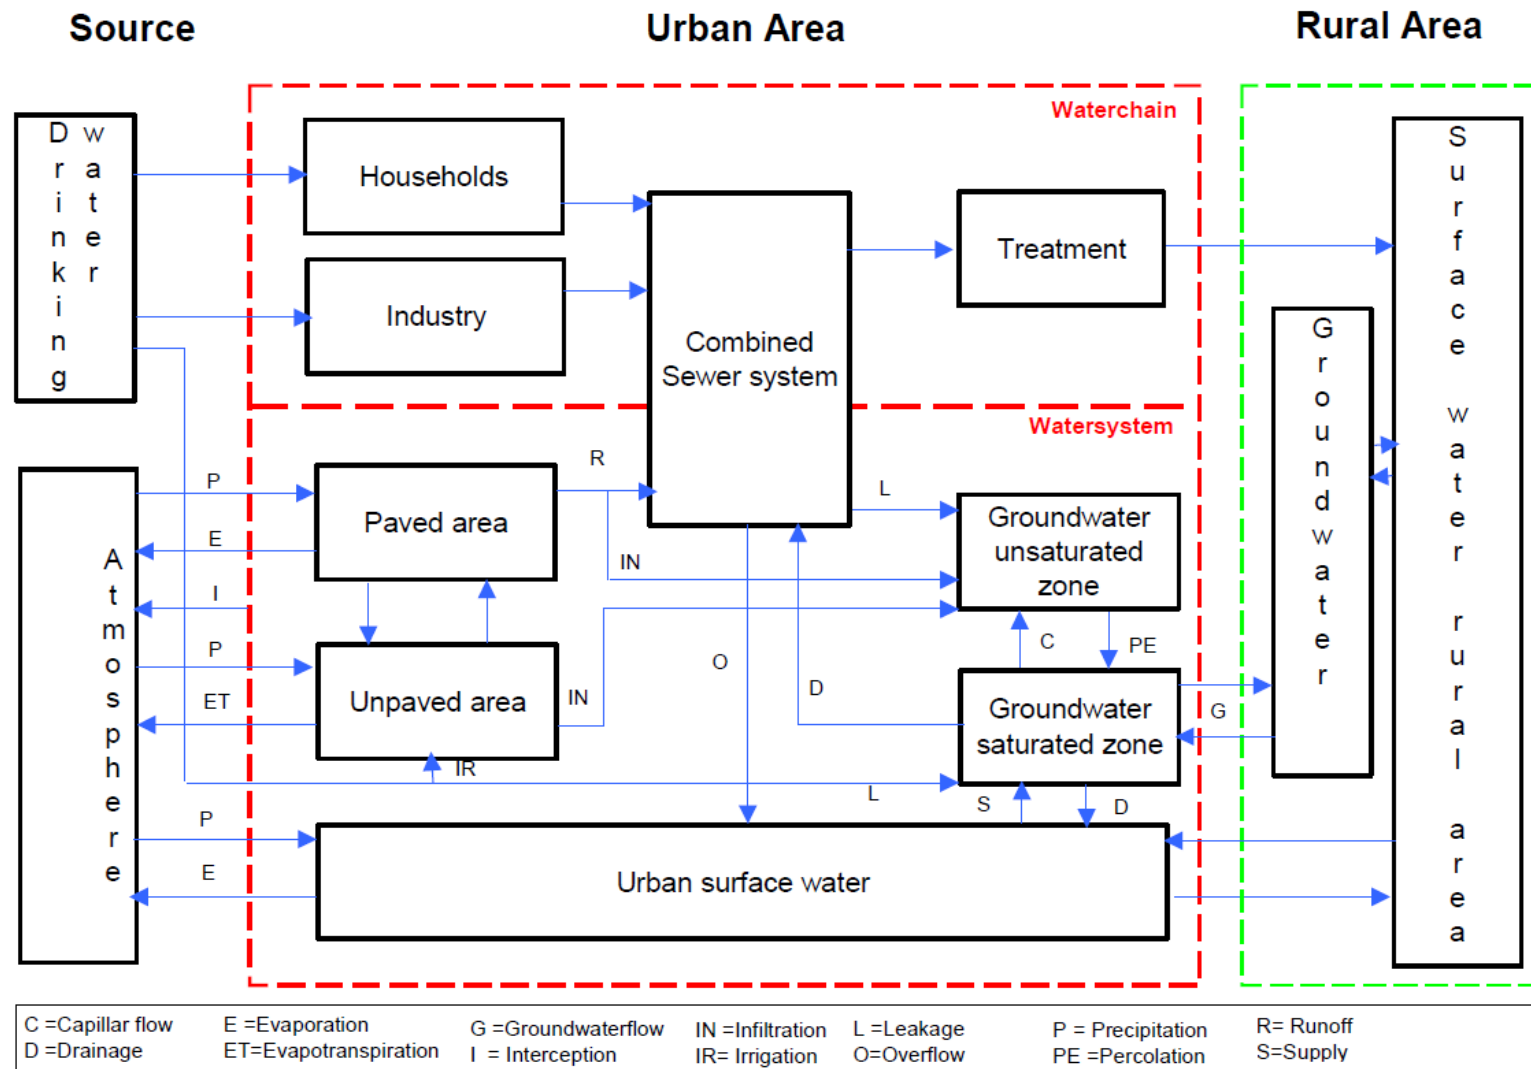 Source
Urban Area
Rural Area
Waterchain
Drinking water
Households
Industry
Combined
Sewer system
Treatment
Surface water rural area
Groundwater
Watersystem
Atmosphere
P
E
I
P
ET
P
E
Paved area
R
IN
L
Groundwater
unsaturated
zone
Unpaved area
IN
IR
O
D
C
PE
Groundwater
saturated zone
G
L
S
D
Urban surface water
C =Capillar flow
D =Drainage
E =Evaporation
ET=Evapotranspiration
G =Groundwaterflow
I = Interception
IN =Infiltration
IR= Irrigation
L =Leakage
O=Overflow
P = Precipitation
PE =Percolation
R= Runoff
S=Supply